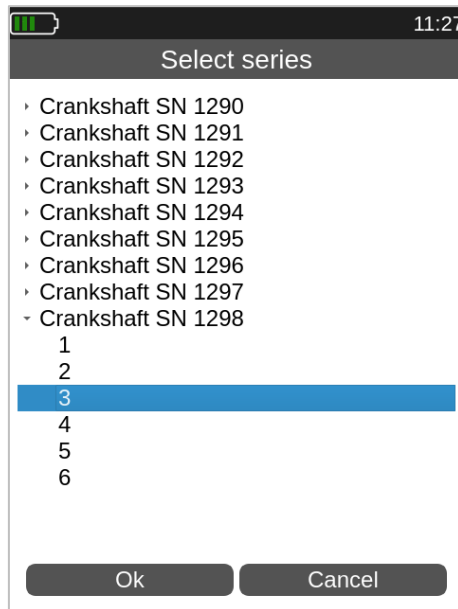 11:27
Select series
Crankshaft SN 1290
Crankshaft SN 1291
Crankshaft SN 1292
Crankshaft SN 1293
Crankshaft SN 1294
Crankshaft SN 1295
Crankshaft SN 1296
Crankshaft SN 1297
Crankshaft SN 1298
1
2
3
4
5
6
Ok Cancel